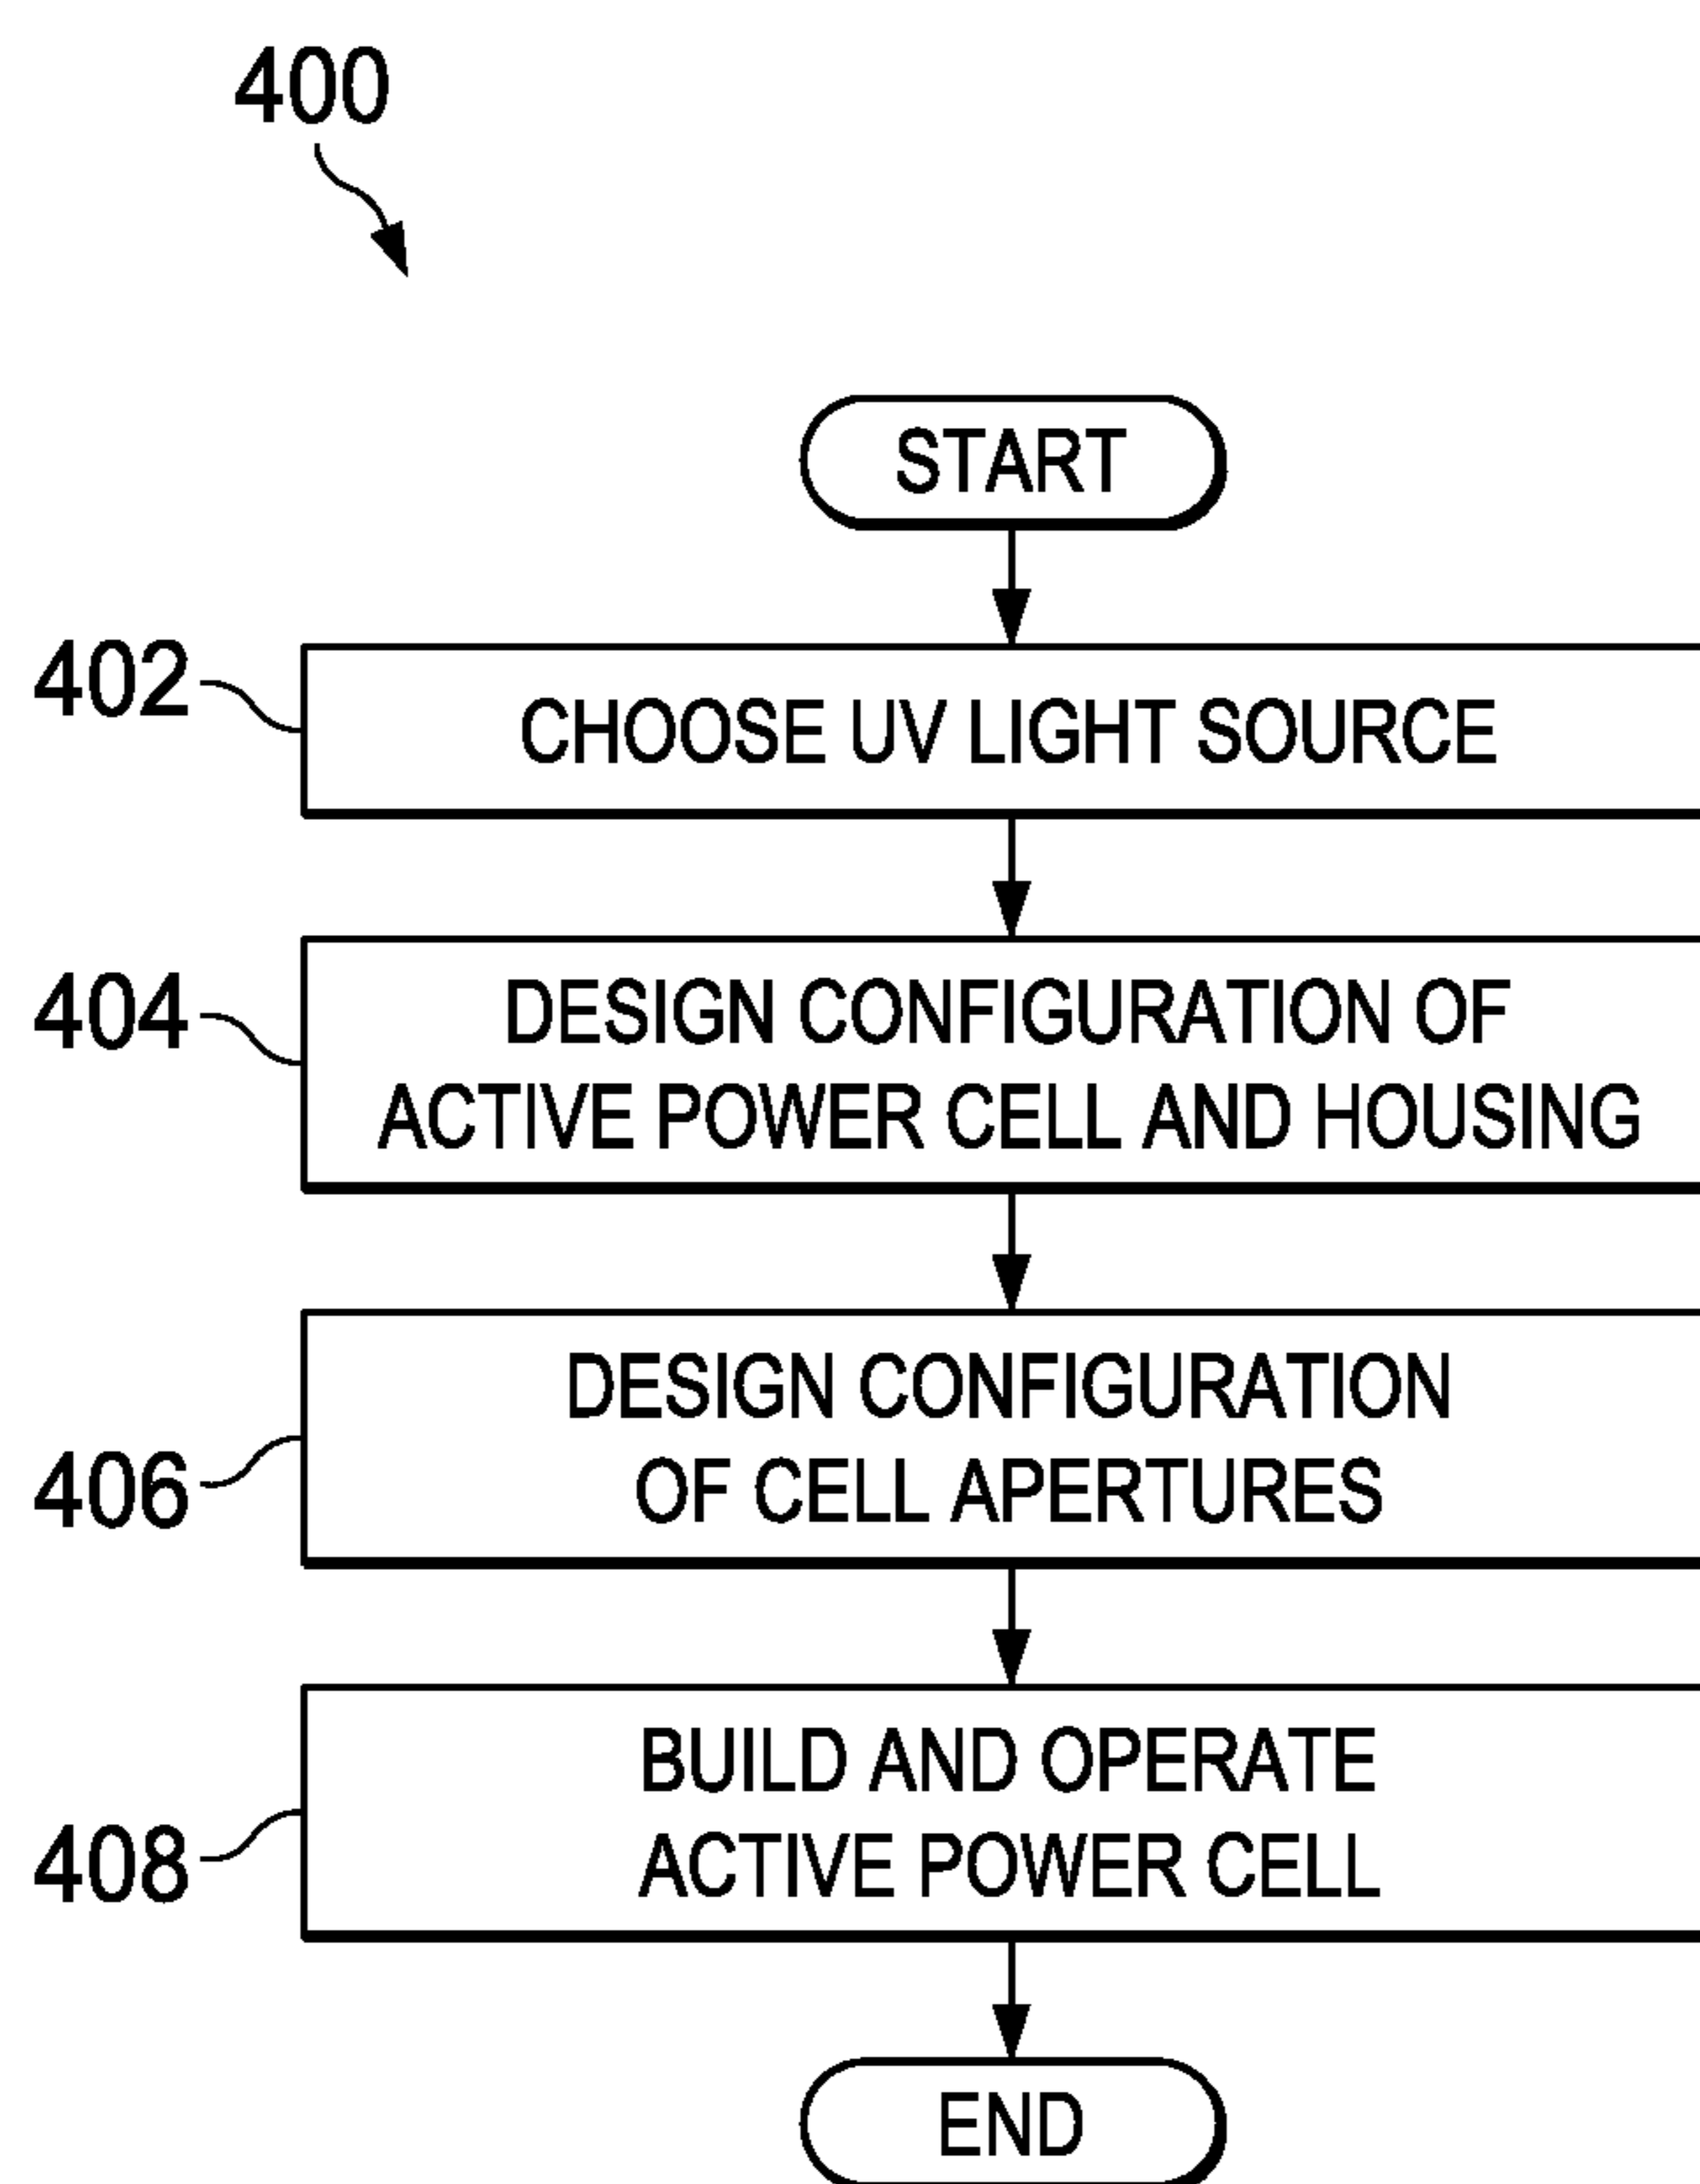 400
START
402
CHOOSE UV LIGHT SOURCE
404
DESIGN CONFIGURATION OF
ACTIVE POWER CELL AND HOUSING
406
DESIGN CONFIGURATION
OF CELL APERTURES
408
BUILD AND OPERATE
ACTIVE POWER CELL
END